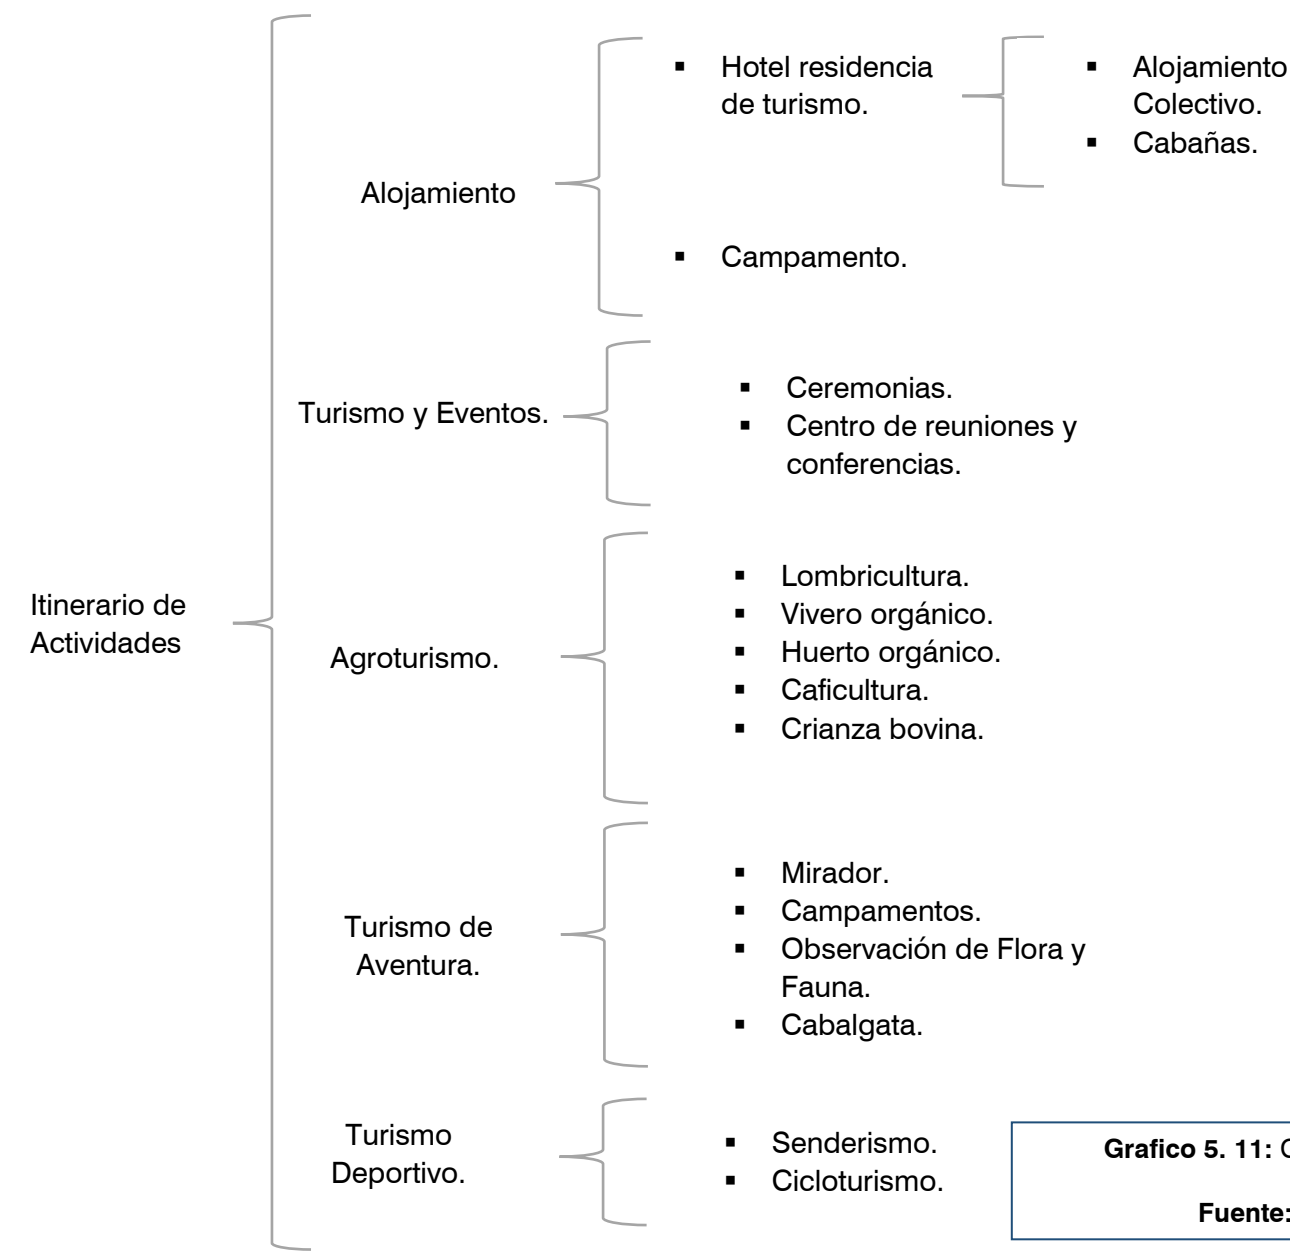 Itinerario de
Actividades
Alojamiento
Hotel residencia
de turismo.
Alojamiento
Colectivo.
Cabañas.
Campamento.
Turismo y Eventos.
Ceremonias.
Centro de reuniones y
conferencias.
Agroturismo.
Lombricultura.
Vivero orgánico.
Huerto orgánico.
Caficultura.
Crianza bovina.
Turismo de
Aventura.
Mirador.
Campamentos.
Observación de Flora y
Fauna.
Cabalgata.
Turismo
Deportivo.
Senderismo.
Cicloturismo.
Grafico 5. 11:
Fuente: